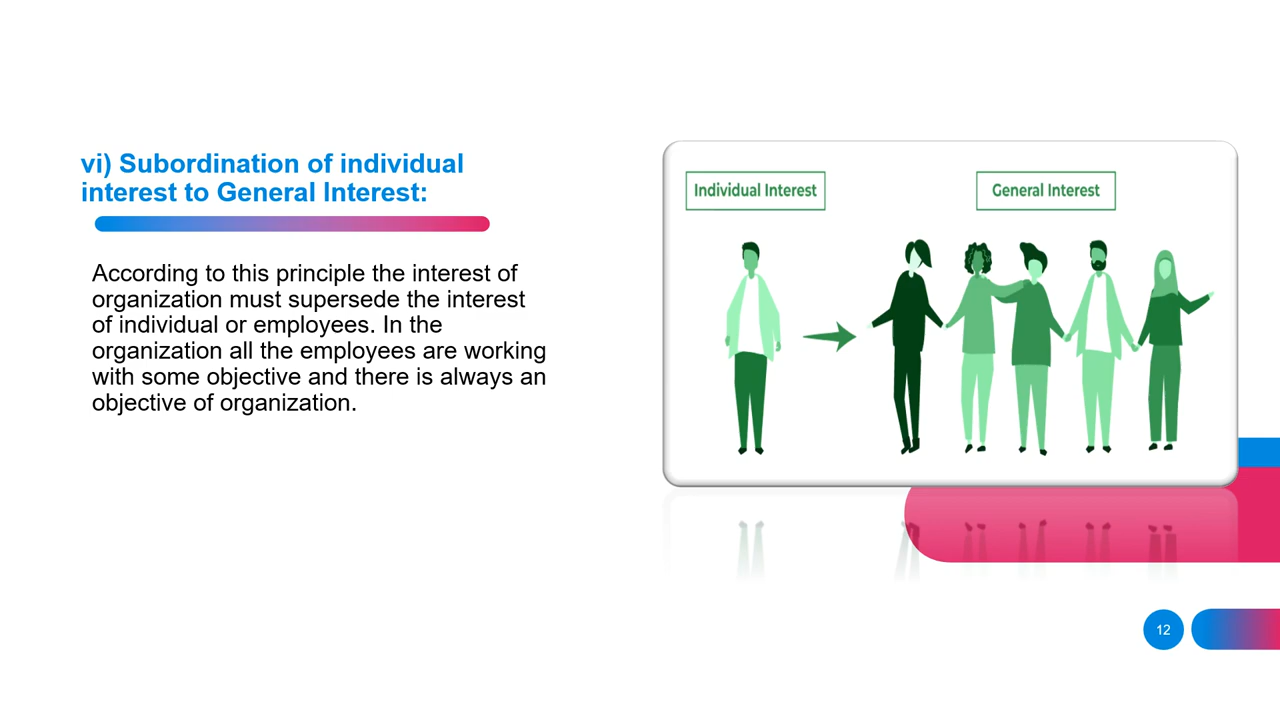 vi) Subordination of individual
interest to General Interest:
According to this principle the interest of
organization must supersede the interest
of individual or employees. In the
organization all the employees are working
with some objective and there is always an
objective of organization.
Individual Interest
General Interest
12